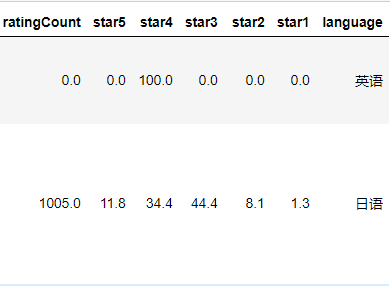 ratingCount star5 star4 star3 star2 star1 language
0.0 0.0 100.0 0.0 0.0 0.0 英语
1005.0 11.8 34.4 44.4 8.1 1.3 日语